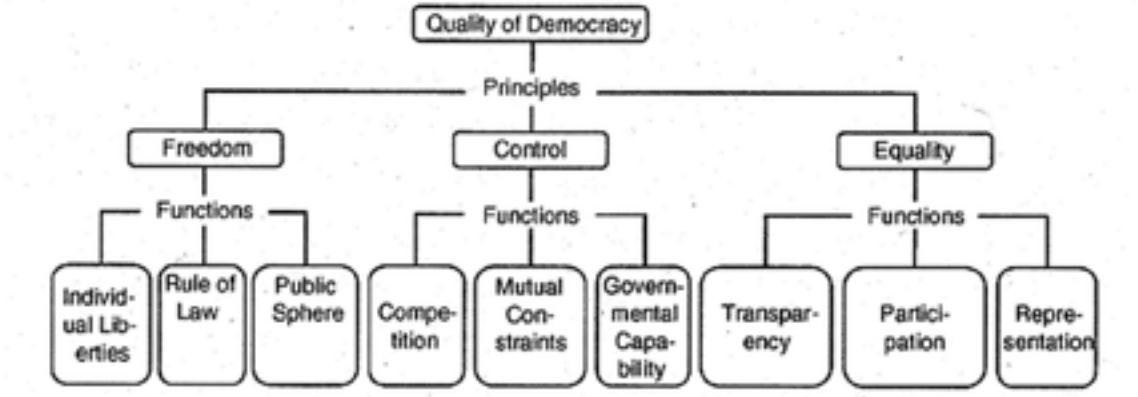 Quality of Democracy
Principles
Freedom
Control
Equality
Functions
Functions
Functions
Individ-
ual Lib-
erties
Rule of
Law
Public
Sphere
Compe-
tition
Mutual
Con-
straints
Govern-
mental
Capa-
bility
Transpar-
ency
Partici-
pation
Repre-
sentation